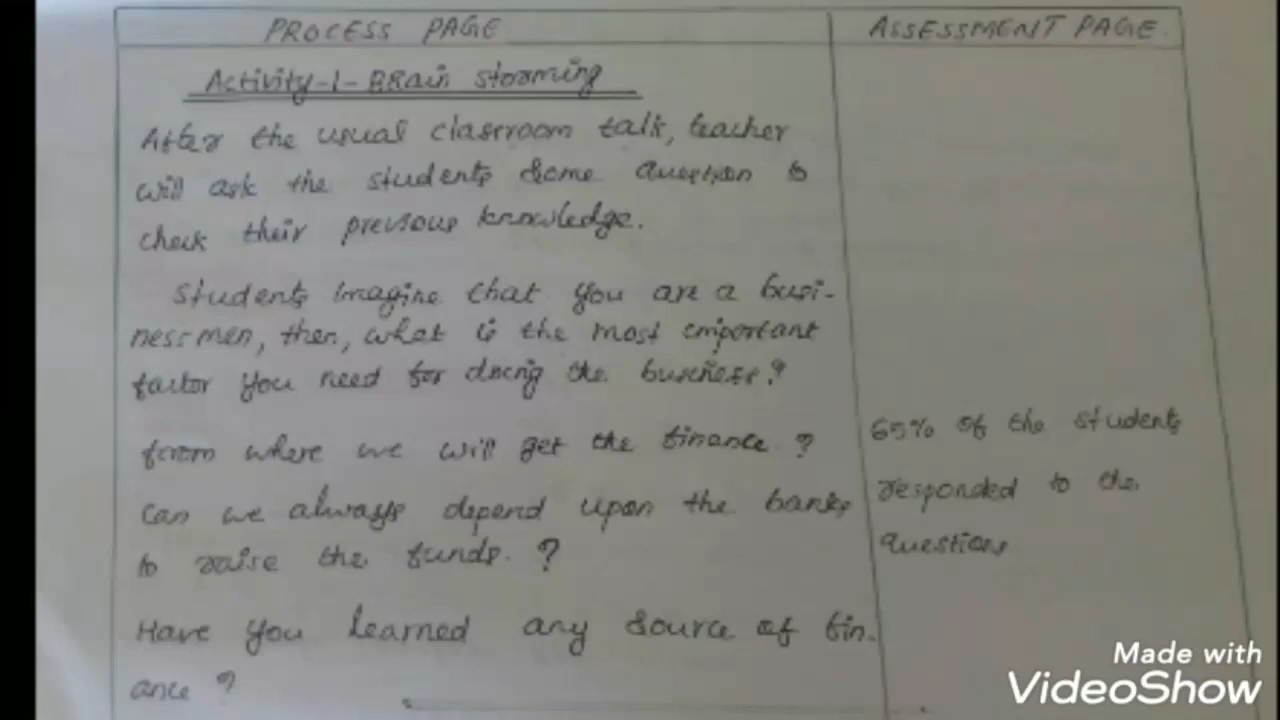 PROCESS PAGE
ASSESSMENT PAGE.
Activity-1-BRain Storming
After the usual classroom talk, teacher
will ask the students some question to
check their previous knowledge.
Students imagine that you are a busi-
ness men, then, what is the most important
factor you need for doing the business?
from where we will get the finance.?
Can we always depend upon the banks
to raise the funds.?
Have you learned any source of fin-
ance?
65% of the students
responded to the
questions
Made with
VideoShow